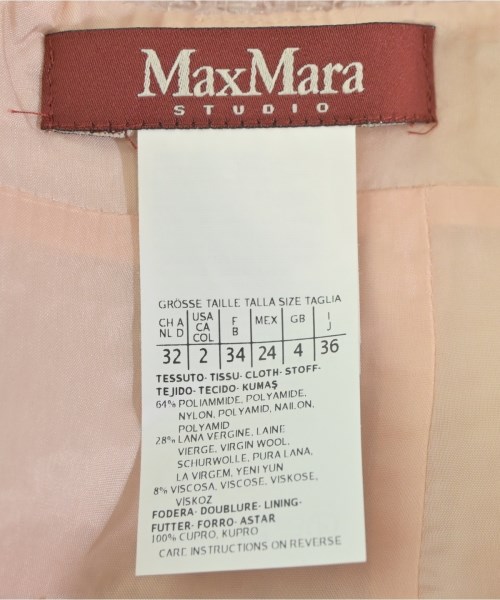 MaxMara
STUDIO
GRÖSSE TAILLE TALLA SIZE TAGLIA
CH A NL D USA CA COL F B MEX GB I J
32 2 34 24 4 36
TESSUTO- TISSU- CLOTH- STOFF-
TEJIDO- TECIDO- KUMAŞ
64% POLIAMMIDE, POLYAMIDE,
NYLON, POLYAMID, NAILON,
POLYAMID
28% LANA VERGINE, LAINE
VIERGE, VIRGIN WOOL,
SCHURWOLLE, PURA LANA,
LA VIRGEM, YENI YUN
8% VISCOSA, VISCOSE, VISKOSE,
VISKOZ
FODERA- DOUBLURE- LINING-
FUTTER- FORRO- ASTAR
100% CUPRO, KUPRO
CARE INSTRUCTIONS ON REVERSE